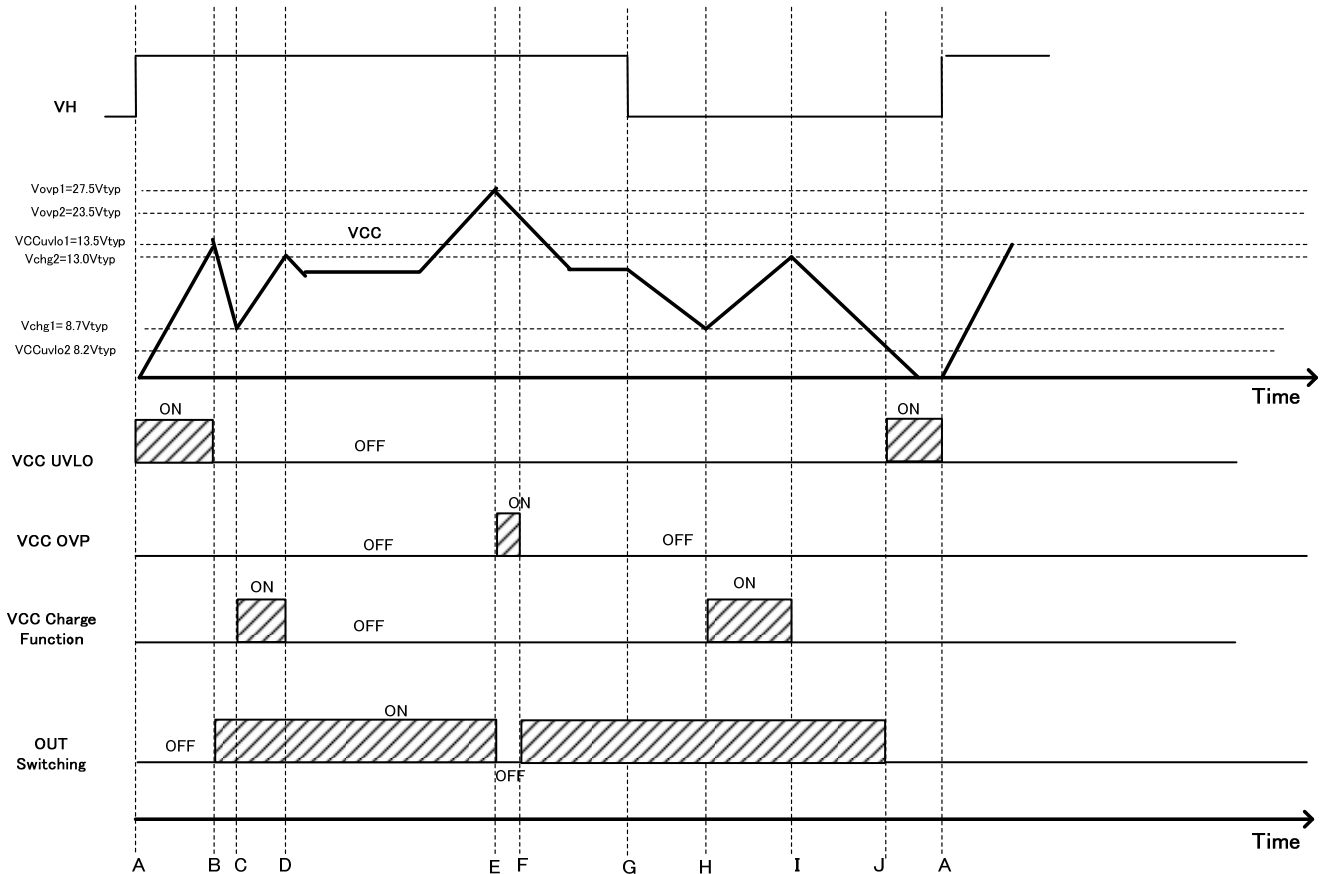 VH
Vovp1=27.5Vtyp
Vovp2=23.5Vtyp
VCCuvlo1=13.5Vtyp
Vchg2=13.0Vtyp
VCC
Vchg1= 8.7Vtyp
VCCuvlo2 8.2Vtyp
Time
ON
ON
VCC UVLO
OFF
ON
VCC OVP
OFF
OFF
ON
ON
VCC Charge
Function
OFF
ON
OUT
Switching
OFF
OFF
Time
A B C D E F G H I J A